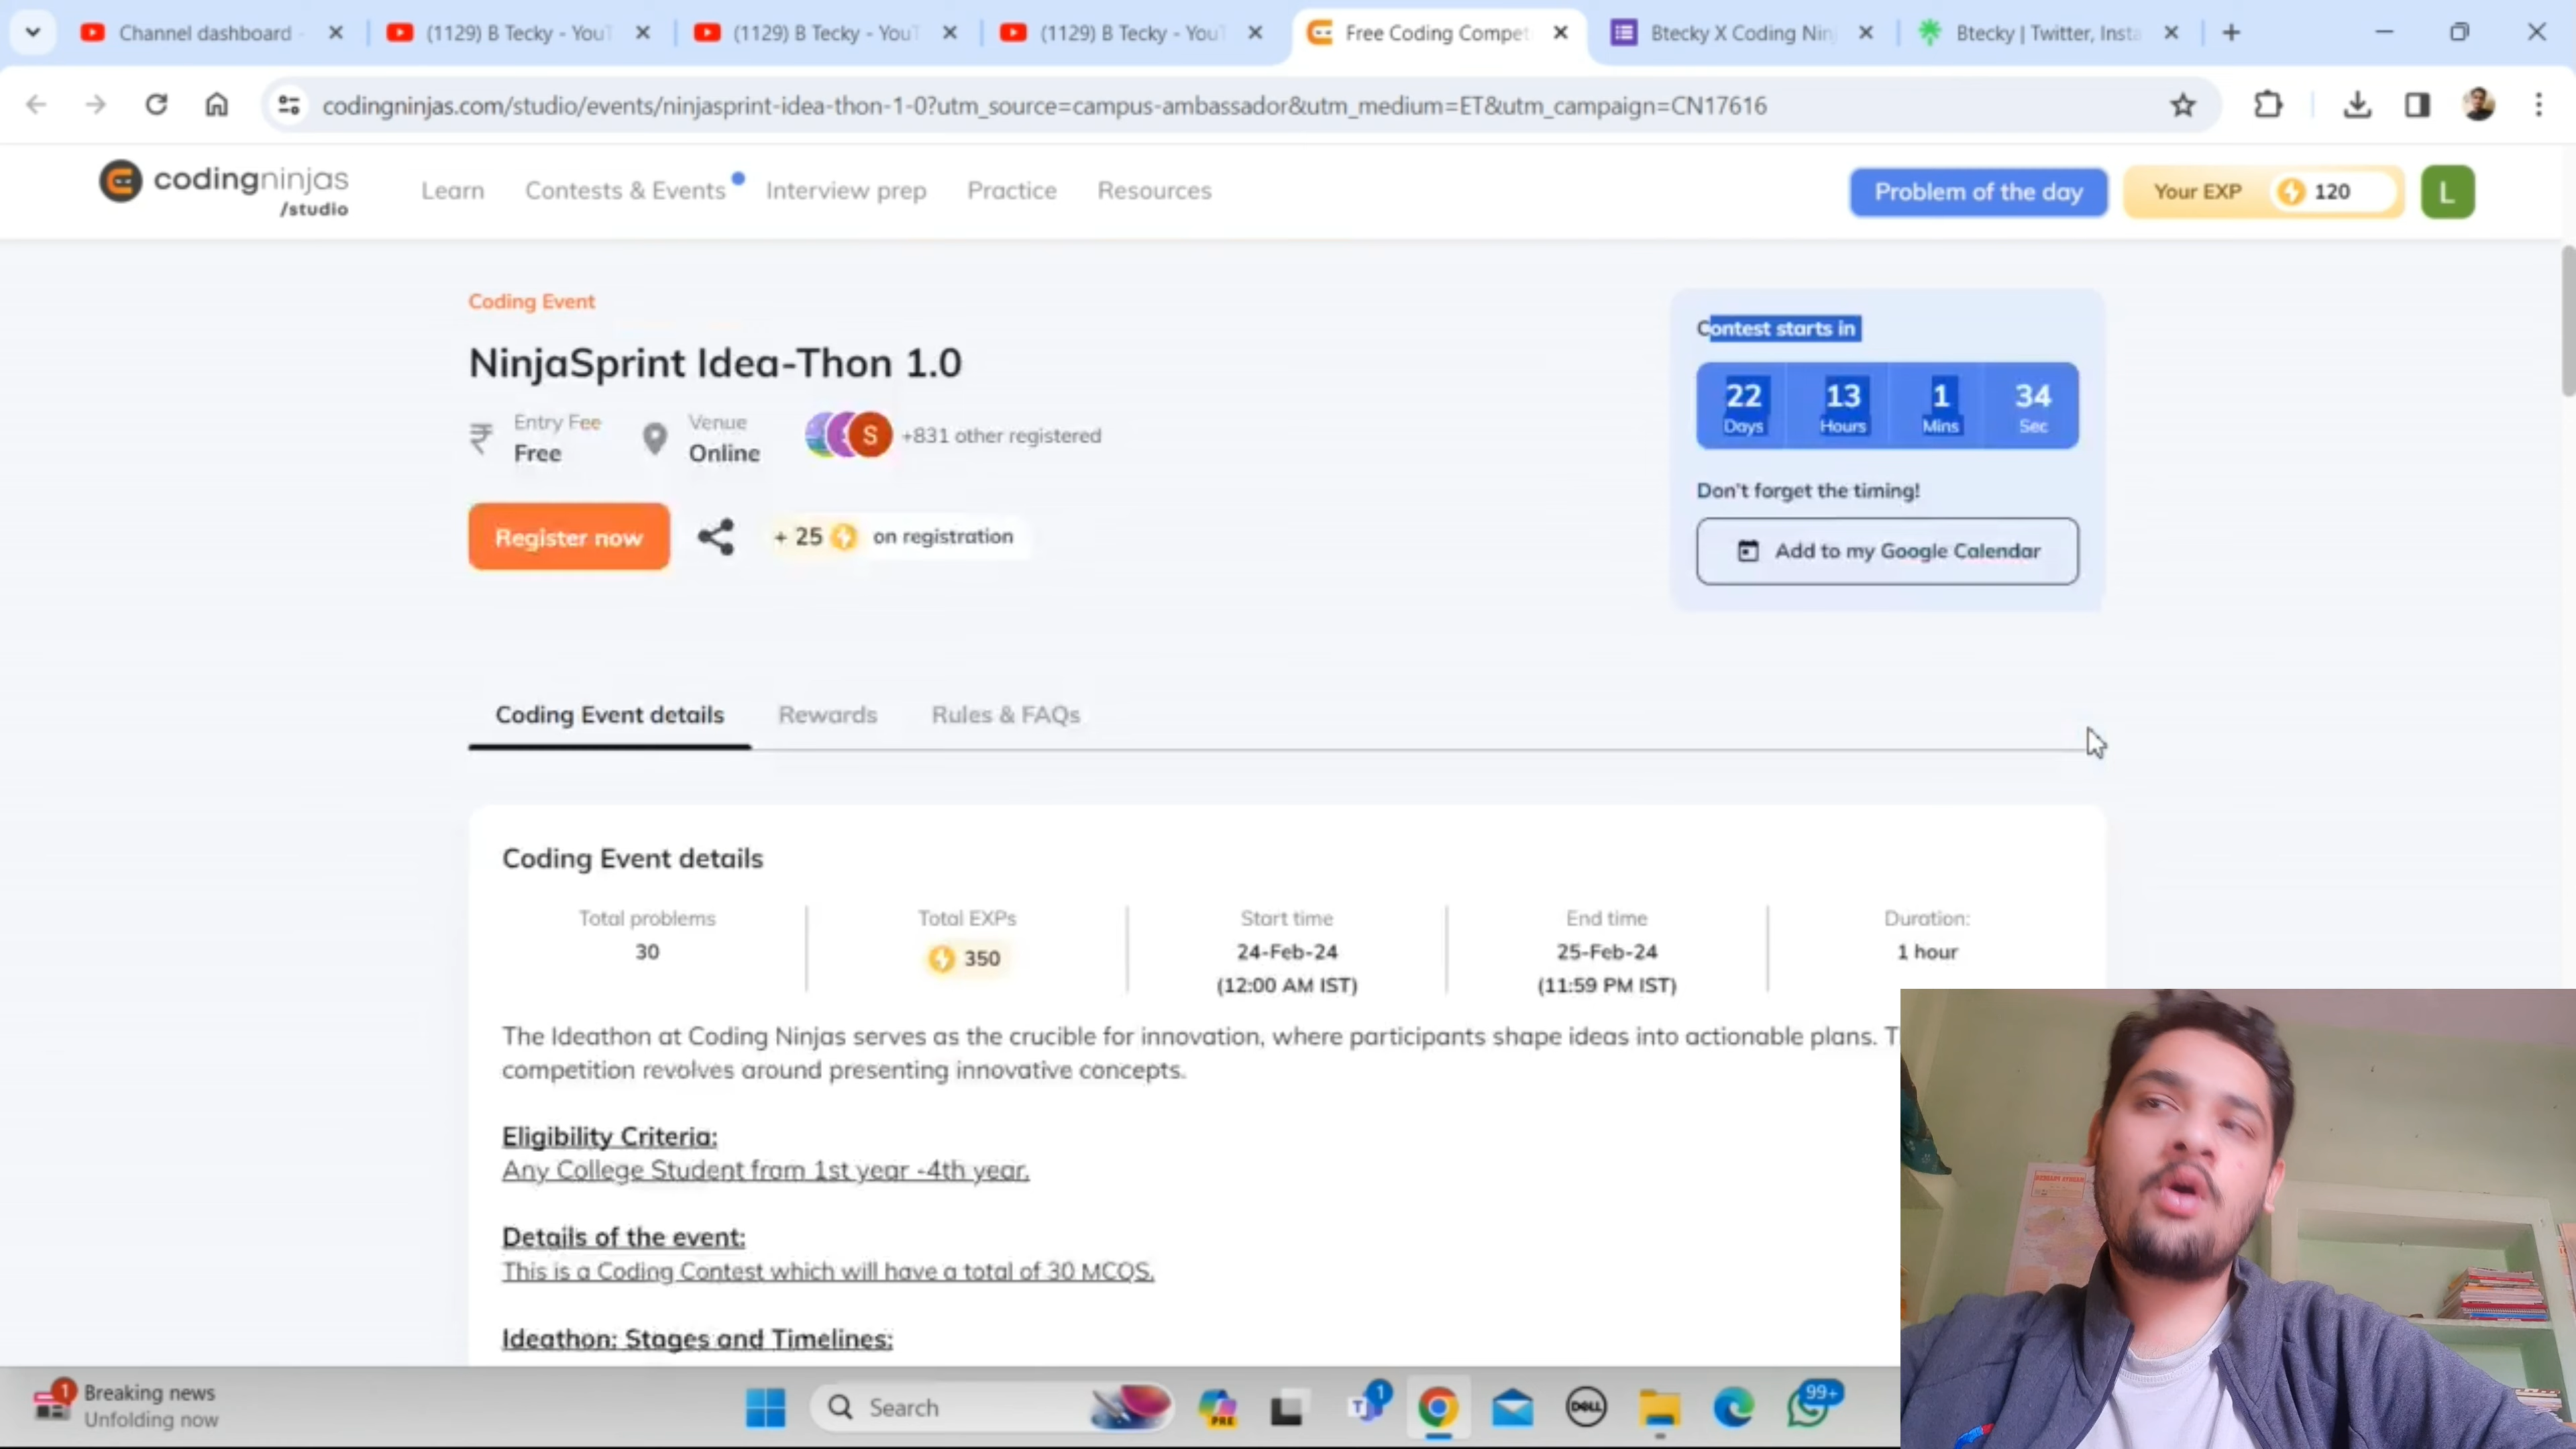 Channel dashboard -
(1129) B Tecky - YouT
(1129) B Tecky - YouT
(1129) B Tecky - YouT
Free Coding Compet
Btecky X Coding Ninj
Btecky | Twitter, Insta
codingninjas.com/studio/events/ninjasprint-idea-thon-1-0?utm_source=campus-ambassador&utm_medium=ET&utm_campaign=CN17616
codingninjas
/studio
Learn
Contests & Events
Interview prep
Practice
Resources
Problem of the day
Your EXP
120
L
Coding Event
NinjaSprint Idea-Thon 1.0
Entry Fee
Free
Venue
Online
S
+831 other registered
Register now
+ 25
on registration
Contest starts in
22 13 1 34
Days Hours Mins Sec
Don't forget the timing!
Add to my Google Calendar
Coding Event details
Rewards
Rules & FAQs
Coding Event details
Total problems
30
Total EXPs
350
Start time
24-Feb-24
(12:00 AM IST)
End time
25-Feb-24
(11:59 PM IST)
Duration:
1 hour
The Ideathon at Coding Ninjas serves as the crucible for innovation, where participants shape ideas into actionable plans. T
competition revolves around presenting innovative concepts.
Eligibility Criteria:
Any College Student from 1st year -4th year.
Details of the event:
This is a Coding Contest which will have a total of 30 MCQS.
Ideathon: Stages and Timelines:
1
Breaking news
Unfolding now
Search
PRE
T
1
DELL
99+